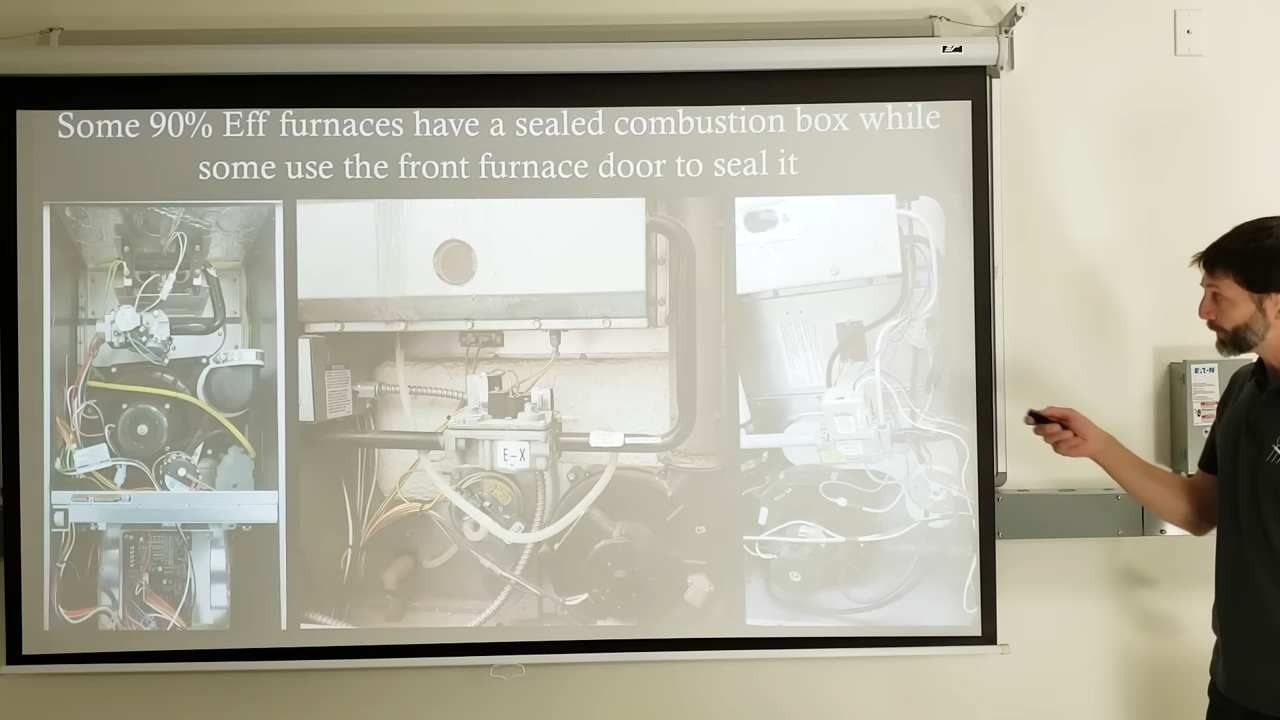 Some 90% Eff furnaces have a sealed combustion box while
some use the front furnace door to seal it
E-X
EATON